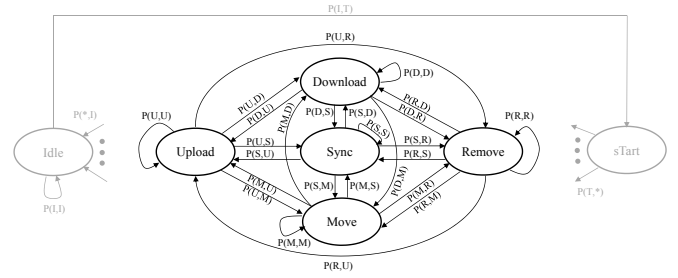 P(I,T)
P(U,R)
Download
P(D,D)
P(U,D)
P(D,U)
P(M,D)
P(D,S)
P(S,D)
P(R,D)
P(D,R)
P(*,I)
P(U,U)
P(R,R)
Idle
Upload
P(U,S)
P(S,U)
Sync
P(S,S)
P(S,R)
P(R,S)
Remove
sTart
P(I,I)
P(M,U)
P(U,M)
P(S,M)
P(M,S)
P(D,M)
P(M,R)
P(R,M)
P(T,*)
Move
P(M,M)
P(R,U)